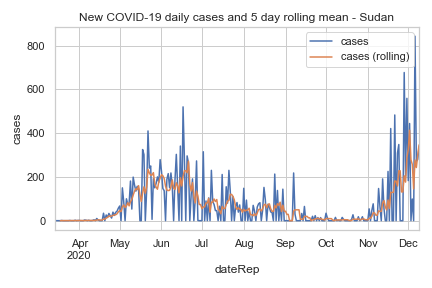 New COVID-19 daily cases and 5 day rolling mean - Sudan
cases
cases (rolling)
800
600
400
200
0
cases
Apr
2020
May
Jun
Jul
Aug
Sep
Oct
Nov
Dec
dateRep